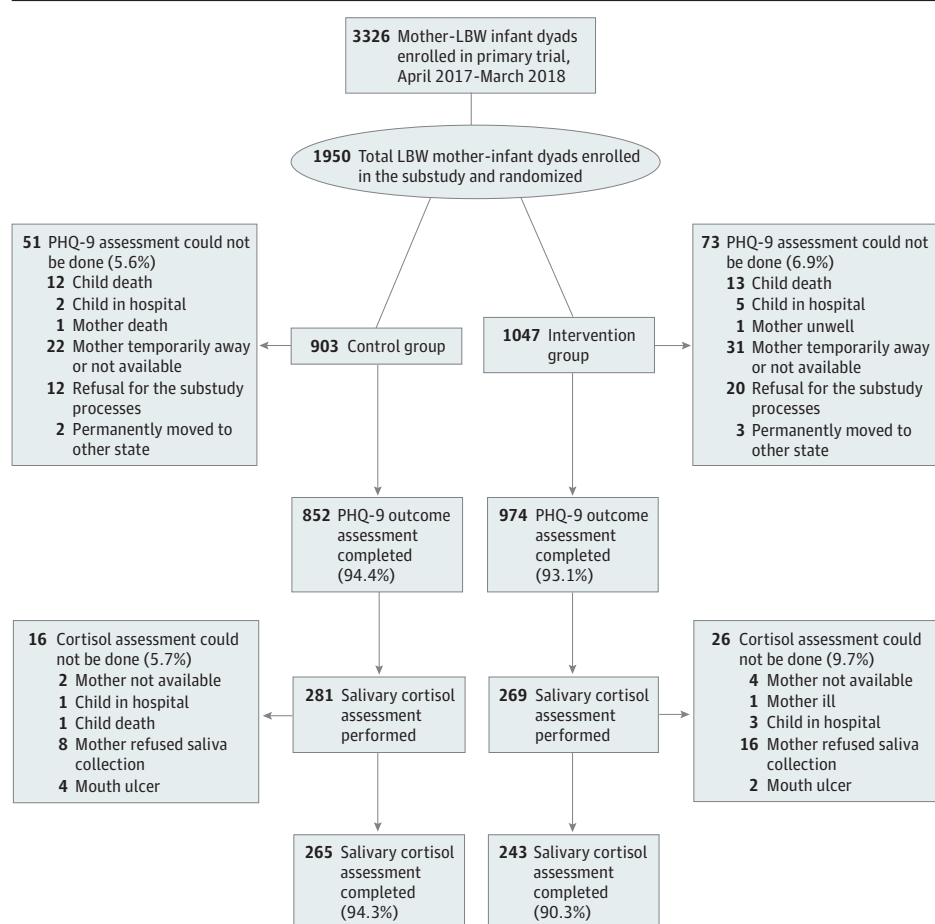 3326 Mother-LBW infant dyads
enrolled in primary trial,
April 2017-March 2018
1950 Total LBW mother-infant dyads enrolled
in the substudy and randomized
51 PHQ-9 assessment could not
be done (5.6%)
12 Child death
2 Child in hospital
1 Mother death
22 Mother temporarily away
or not available
12 Refusal for the substudy
processes
2 Permanently moved to
other state
903 Control group
1047 Intervention
group
73 PHQ-9 assessment could not
be done (6.9%)
13 Child death
5 Child in hospital
1 Mother unwell
31 Mother temporarily away
or not available
20 Refusal for the substudy
processes
3 Permanently moved to
other state
852 PHQ-9 outcome
assessment
completed
(94.4%)
974 PHQ-9 outcome
assessment
completed
(93.1%)
16 Cortisol assessment could
not be done (5.7%)
2 Mother not available
1 Child in hospital
1 Child death
8 Mother refused saliva
collection
4 Mouth ulcer
281 Salivary cortisol
assessment
performed
269 Salivary cortisol
assessment
performed
26 Cortisol assessment could
not be done (9.7%)
4 Mother not available
1 Mother ill
3 Child in hospital
16 Mother refused saliva
collection
2 Mouth ulcer
265 Salivary cortisol
assessment
completed
(94.3%)
243 Salivary cortisol
assessment
completed
(90.3%)